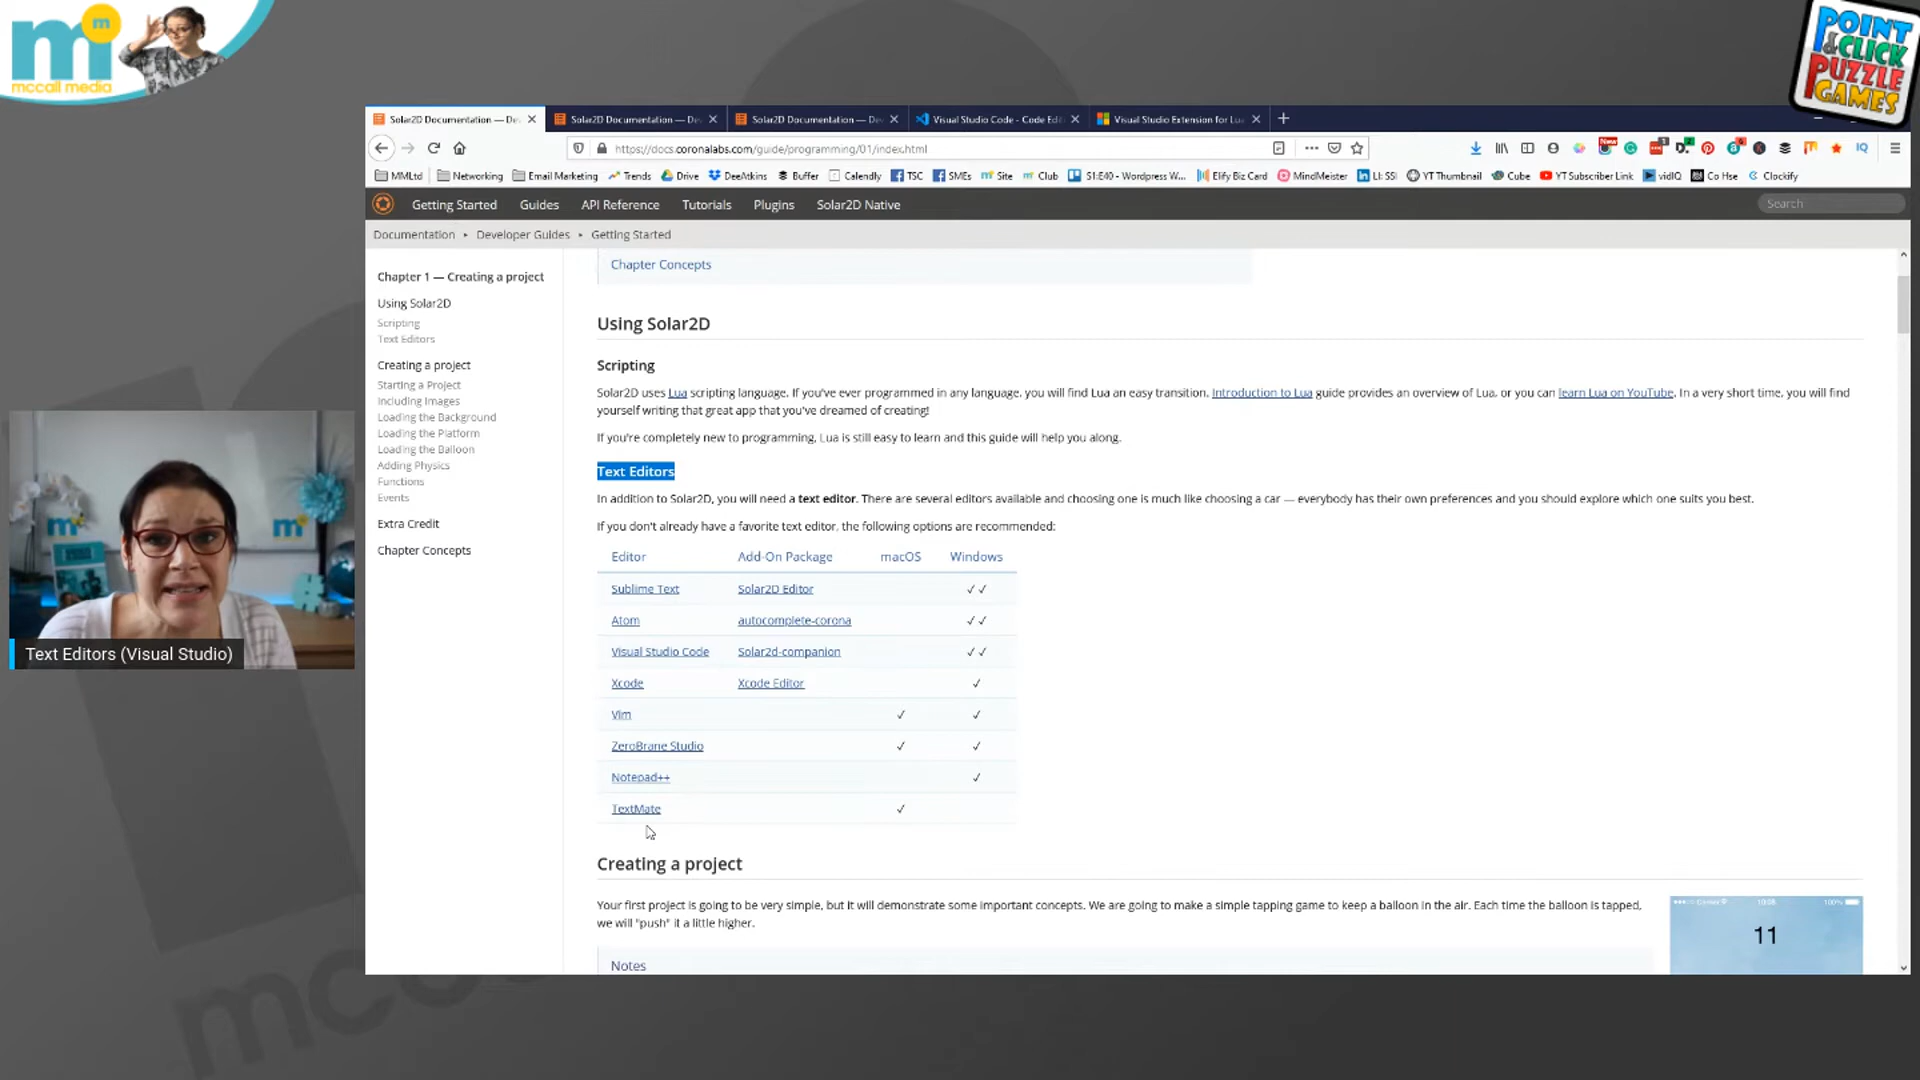 m
mccall media
POINT
& CLICK
PUZZLE
GAMES
Solar2D Documentation — De
Solar2D Documentation — De
Solar2D Documentation — De
Visual Studio Code - Code Edit
Visual Studio Extension for Lua
https://docs.coronalabs.com/guide/programming/01/index.html
MMLtd
Networking
Email Marketing
Trends
Drive
DeeAtkins
Buffer
Calendly
TSC
SMEs
Site
Club
S1:E40 - Wordpress W...
Elify Biz Card
MindMeister
LI: SSI
YT Thumbnail
Cube
YT Subscriber Link
vidIQ
Co Hse
Clockify
Getting Started
Guides
API Reference
Tutorials
Plugins
Solar2D Native
Search
Documentation ▸ Developer Guides ▸ Getting Started
Chapter 1 — Creating a project
Using Solar2D
Scripting
Text Editors
Creating a project
Starting a Project
Including Images
Loading the Background
Loading the Platform
Loading the Balloon
Adding Physics
Functions
Events
Extra Credit
Chapter Concepts
Chapter Concepts
Using Solar2D
Scripting
Solar2D uses Lua scripting language. If you've ever programmed in any language, you will find Lua an easy transition. Introduction to Lua guide provides an overview of Lua, or you can learn Lua on YouTube. In a very short time, you will find
yourself writing that great app that you've dreamed of creating!
If you're completely new to programming, Lua is still easy to learn and this guide will help you along.
Text Editors
In addition to Solar2D, you will need a text editor. There are several editors available and choosing one is much like choosing a car — everybody has their own preferences and you should explore which one suits you best.
If you don't already have a favorite text editor, the following options are recommended:
Editor Add-On Package macOS Windows
Sublime Text Solar2D Editor ✓ ✓
Atom autocomplete-corona ✓ ✓
Visual Studio Code Solar2d-companion ✓ ✓
Xcode Xcode Editor ✓
Vim ✓ ✓
ZeroBrane Studio ✓ ✓
Notepad++ ✓
TextMate ✓
Creating a project
Your first project is going to be very simple, but it will demonstrate some important concepts. We are going to make a simple tapping game to keep a balloon in the air. Each time the balloon is tapped,
we will "push" it a little higher.
Notes
11
100%
Text Editors (Visual Studio)